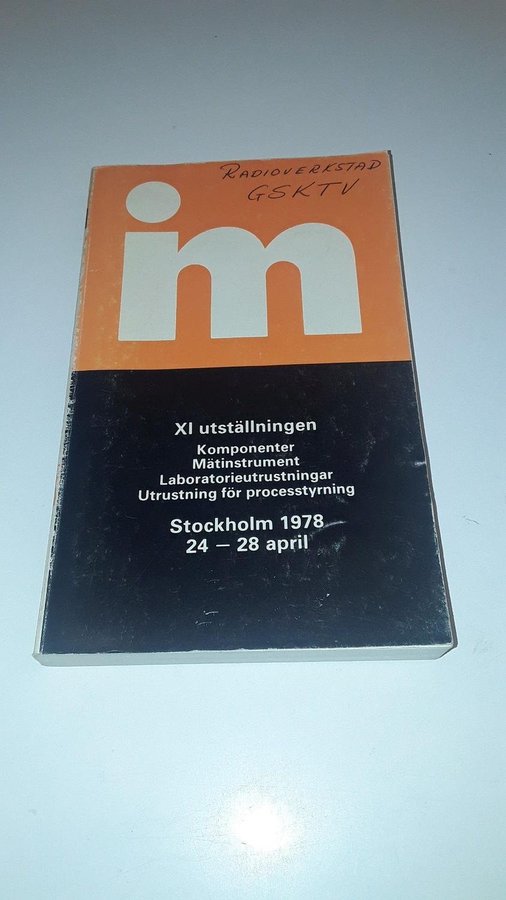 RADIOVERKSTAD
GSKTV
im
XI utställningen
Komponenter
Mätinstrument
Laboratorieutrustningar
Utrustning för processtyrning
Stockholm 1978
24 – 28 april